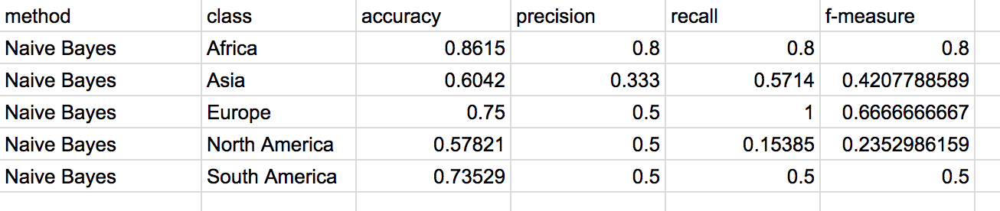 method class accuracy precision recall f-measure
Naive Bayes Africa 0.8615 0.8 0.8 0.8
Naive Bayes Asia 0.6042 0.333 0.5714 0.4207788589
Naive Bayes Europe 0.75 0.5 1 0.6666666667
Naive Bayes North America 0.57821 0.5 0.15385 0.2352986159
Naive Bayes South America 0.73529 0.5 0.5 0.5